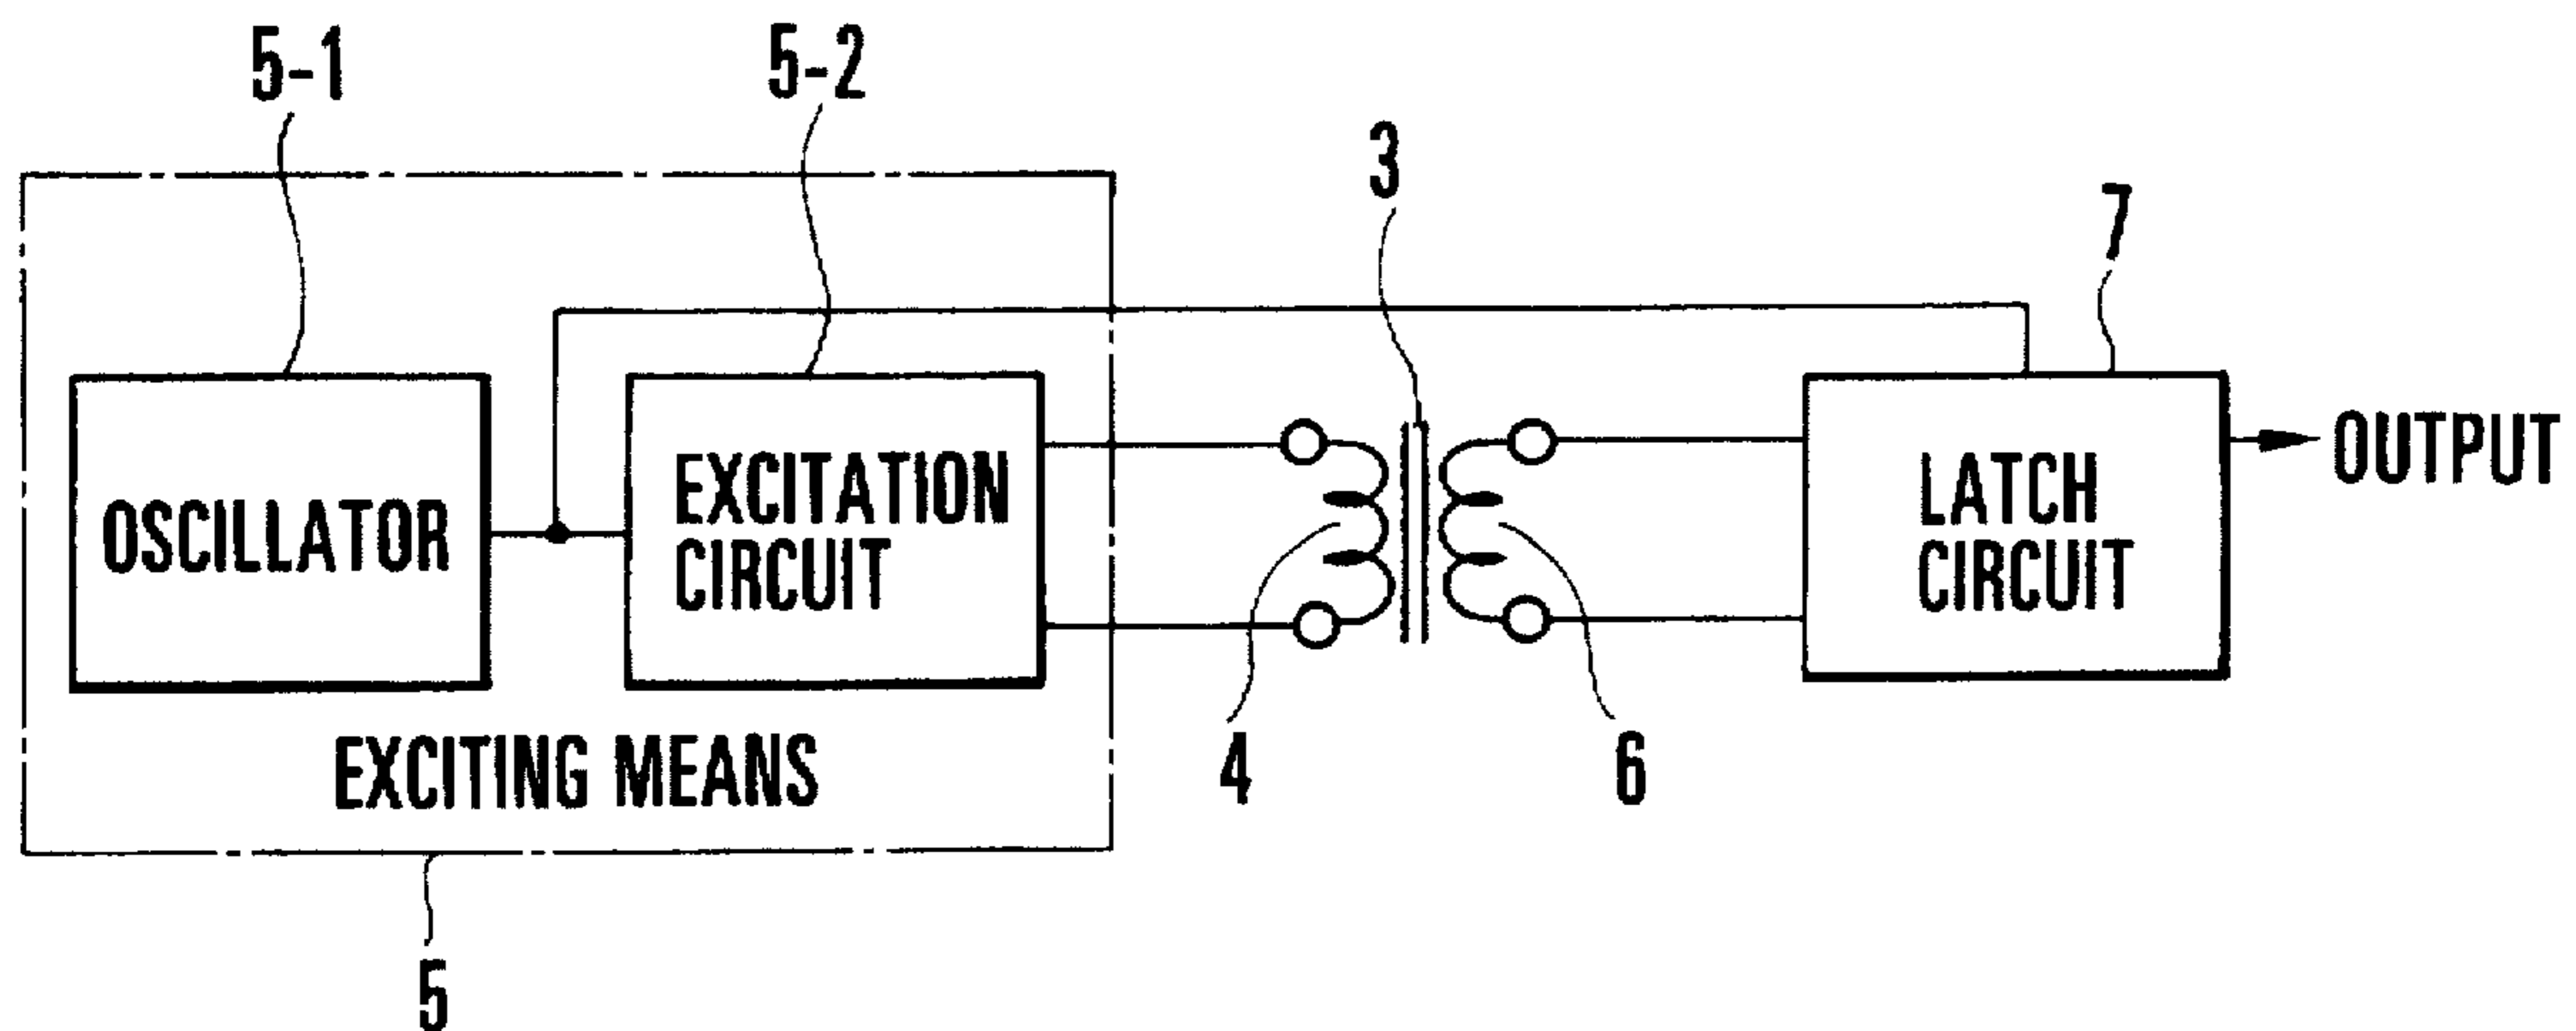 5-1
5-2
3
7
OSCILLATOR
EXCITATION
CIRCUIT
LATCH
CIRCUIT
OUTPUT
EXCITING MEANS
4
6
5